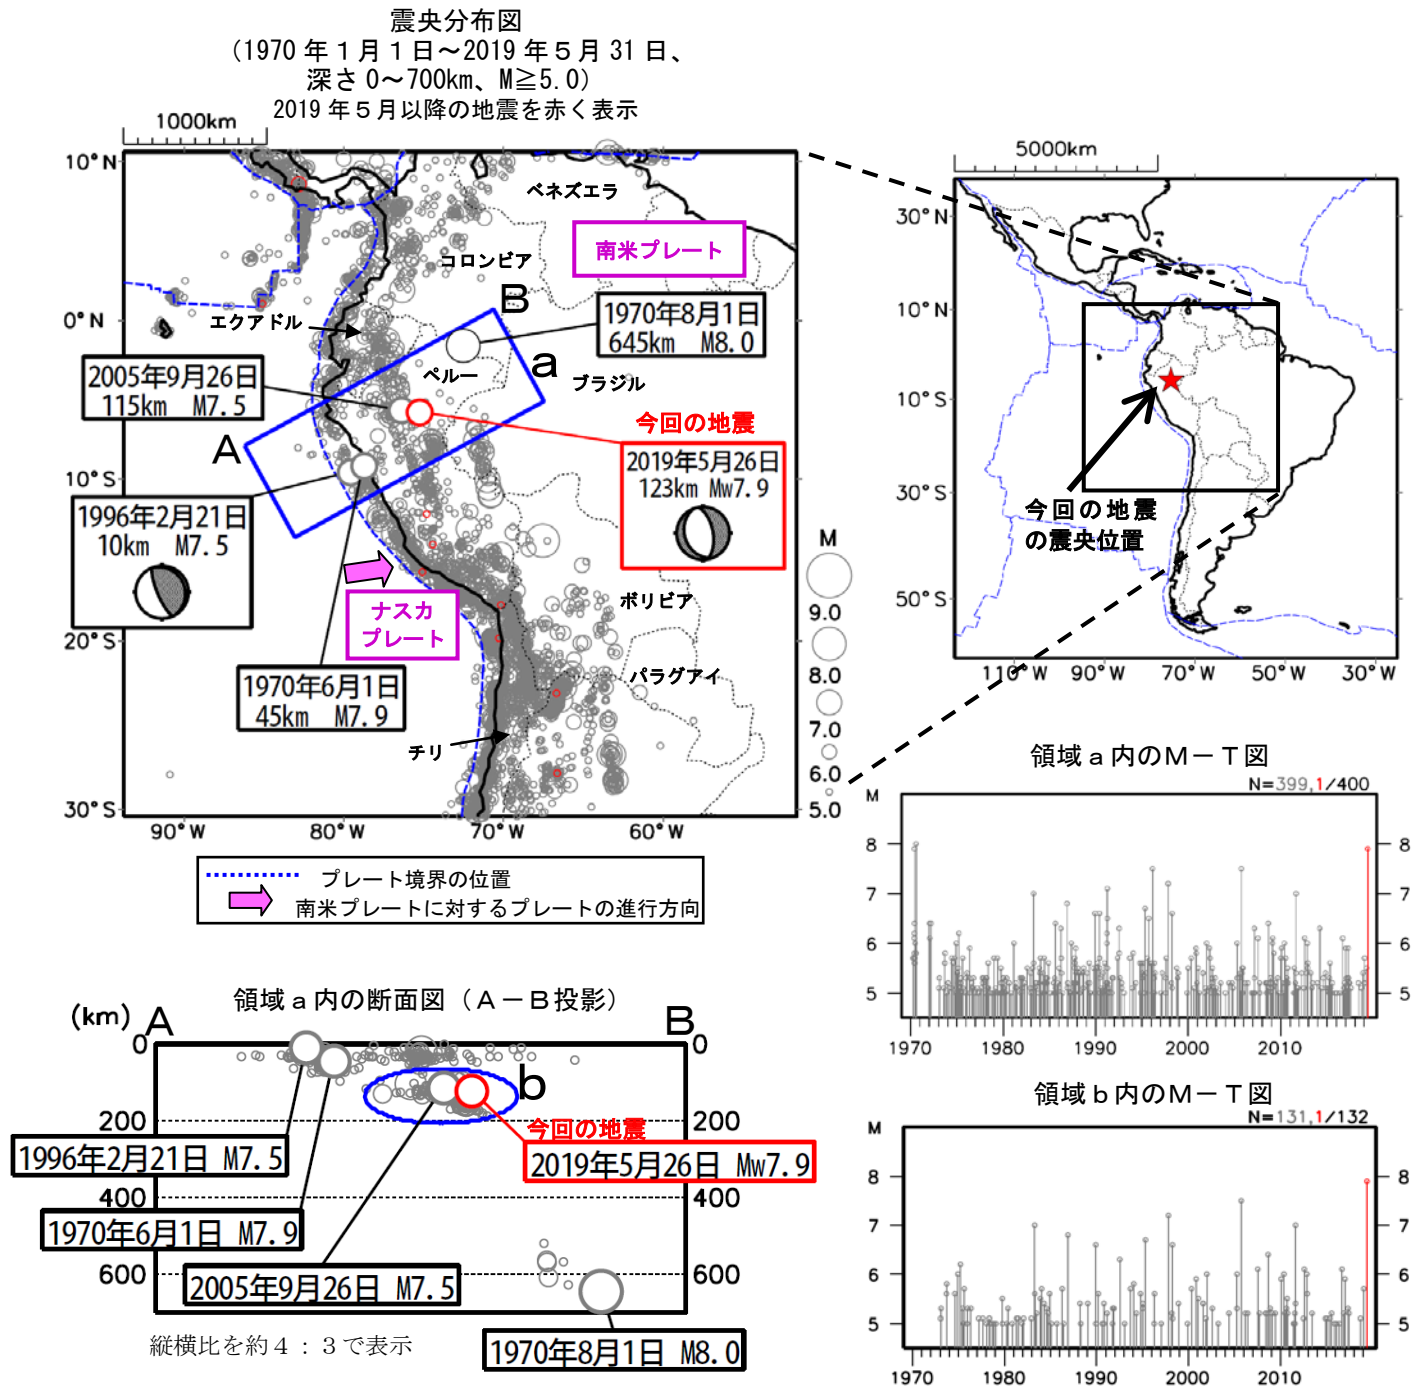 震央分布図
(1970年1月1日～2019年5月31日、
深さ0～700km、M≧5.0)
2019年5月以降の地震を赤く表示
1000km
10°N
0°N
10°S
20°S
30°S
90°W
80°W
70°W
60°W
ベネズエラ
南米プレート
コロンビア
エクアドル
B
1970年8月1日
645km M8.0
a
ペルー
ブラジル
2005年9月26日
115km M7.5
A
今回の地震
2019年5月26日
123km Mw7.9
1996年2月21日
10km M7.5
ナスカ
プレート
ボリビア
パラグアイ
1970年6月1日
45km M7.9
チリ
M
9.0
8.0
7.0
6.0
5.0
プレート境界の位置
南米プレートに対するプレートの進行方向
5000km
30°N
10°N
10°S
30°S
50°S
110°W
90°W
70°W
50°W
30°W
今回の地震
の震央位置
領域a内のM－T図
N=399,1/400
M
8
7
6
5
8
7
6
5
1970
1980
1990
2000
2010
領域a内の断面図（A－B投影）
(km)
A
B
0
200
400
600
0
200
400
600
b
今回の地震
2019年5月26日 Mw7.9
1996年2月21日 M7.5
1970年6月1日 M7.9
2005年9月26日 M7.5
1970年8月1日 M8.0
縦横比を約4：3で表示
領域b内のM－T図
N=131,1/132
M
8
7
6
5
8
7
6
5
1970
1980
1990
2000
2010